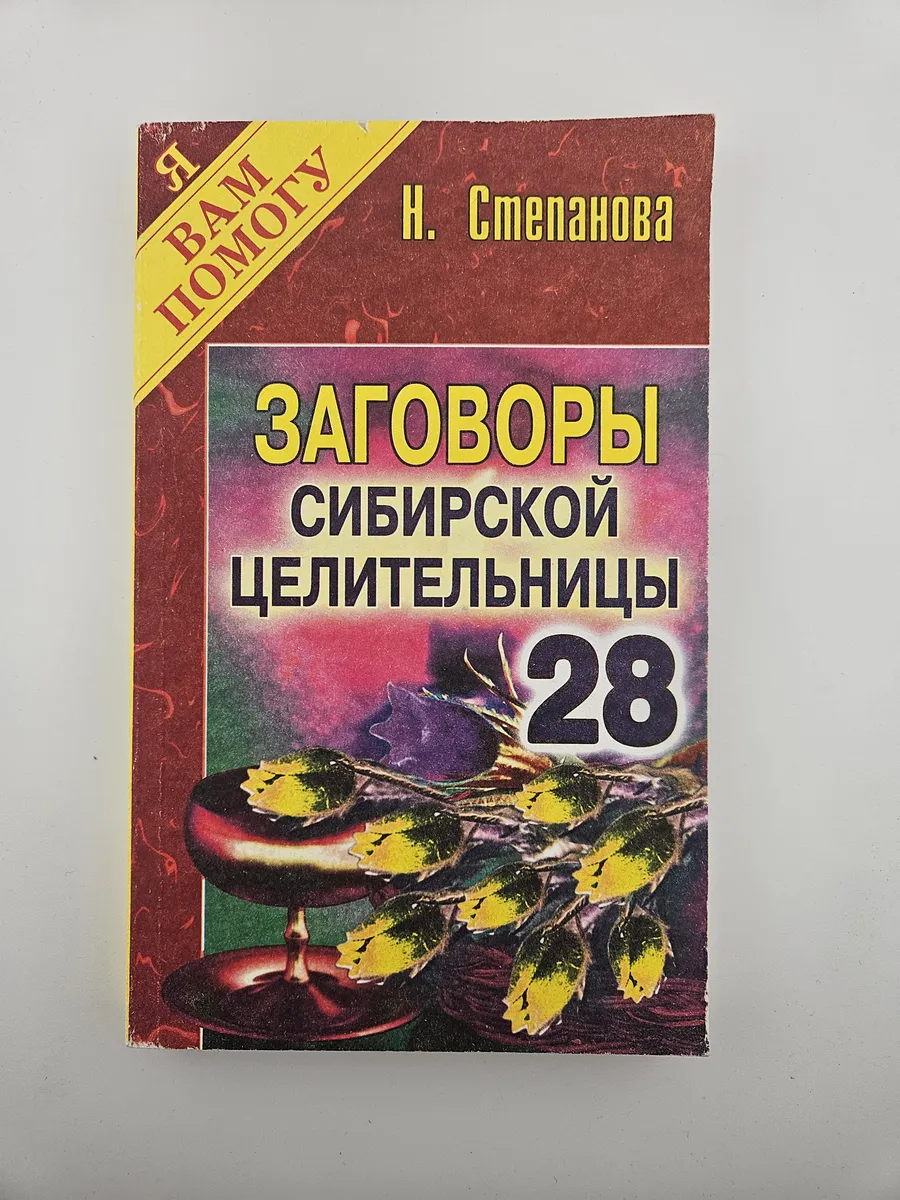 Я
ВАМ
ПОМОГУ
Н. Степанова
ЗАГОВОРЫ
СИБИРСКОЙ
ЦЕЛИТЕЛЬНИЦЫ
28